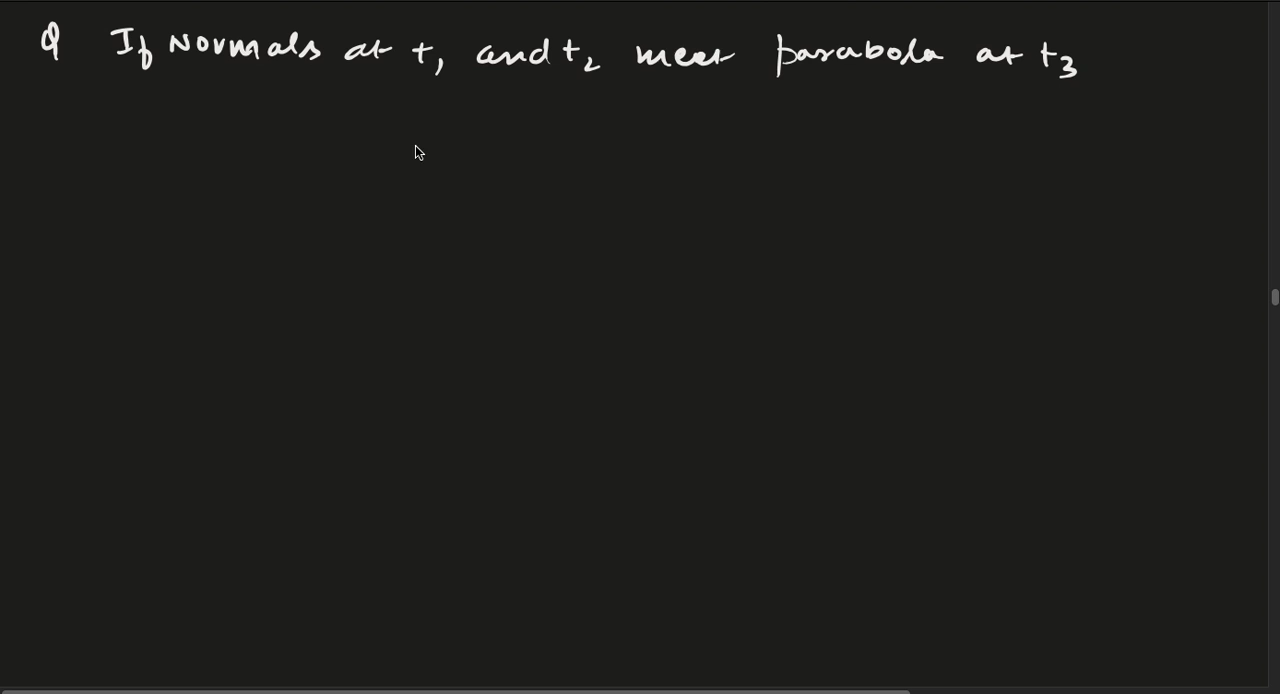 Q If Normals at t₁ and t₂ meet parabola at t₃